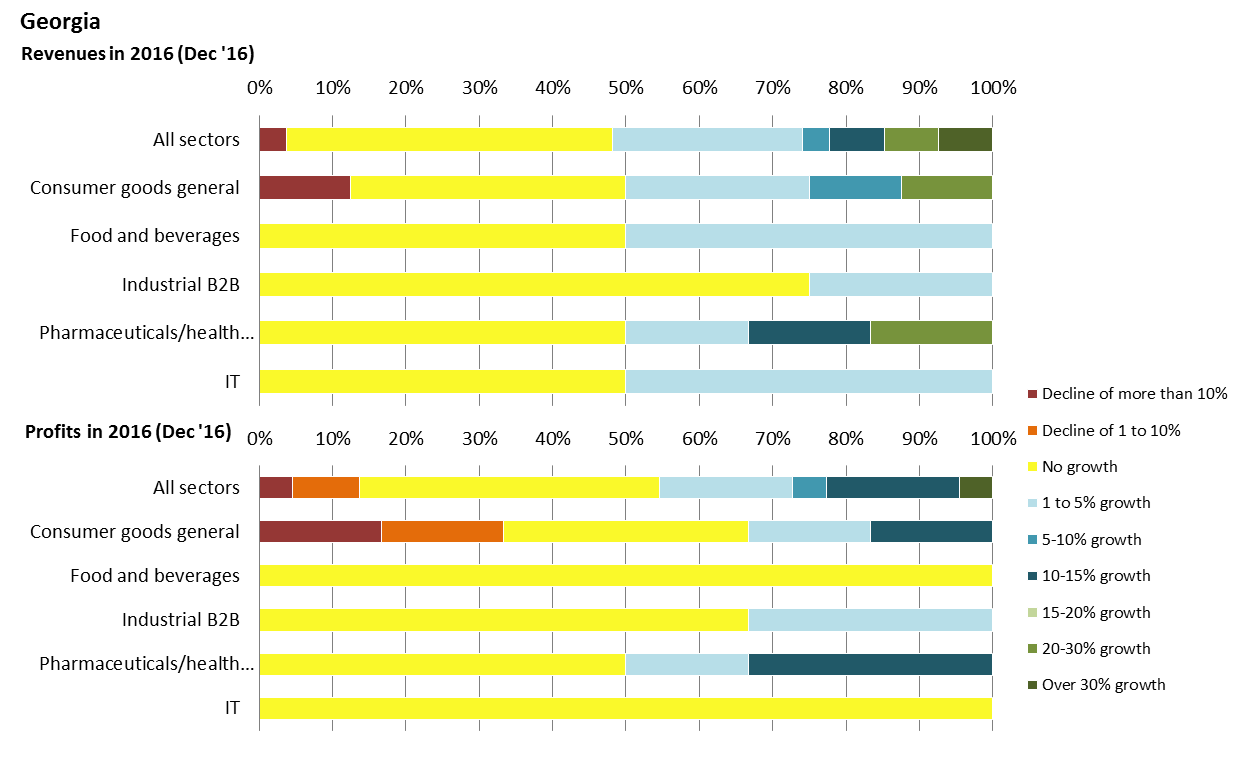 Georgia
Revenues in 2016 (Dec '16)
0% 10% 20% 30% 40% 50% 60% 70% 80% 90% 100%
All sectors
Consumer goods general
Food and beverages
Industrial B2B
Pharmaceuticals/health...
IT
Profits in 2016 (Dec '16)
0% 10% 20% 30% 40% 50% 60% 70% 80% 90% 100%
All sectors
Consumer goods general
Food and beverages
Industrial B2B
Pharmaceuticals/health...
IT
Decline of more than 10%
Decline of 1 to 10%
No growth
1 to 5% growth
5-10% growth
10-15% growth
15-20% growth
20-30% growth
Over 30% growth